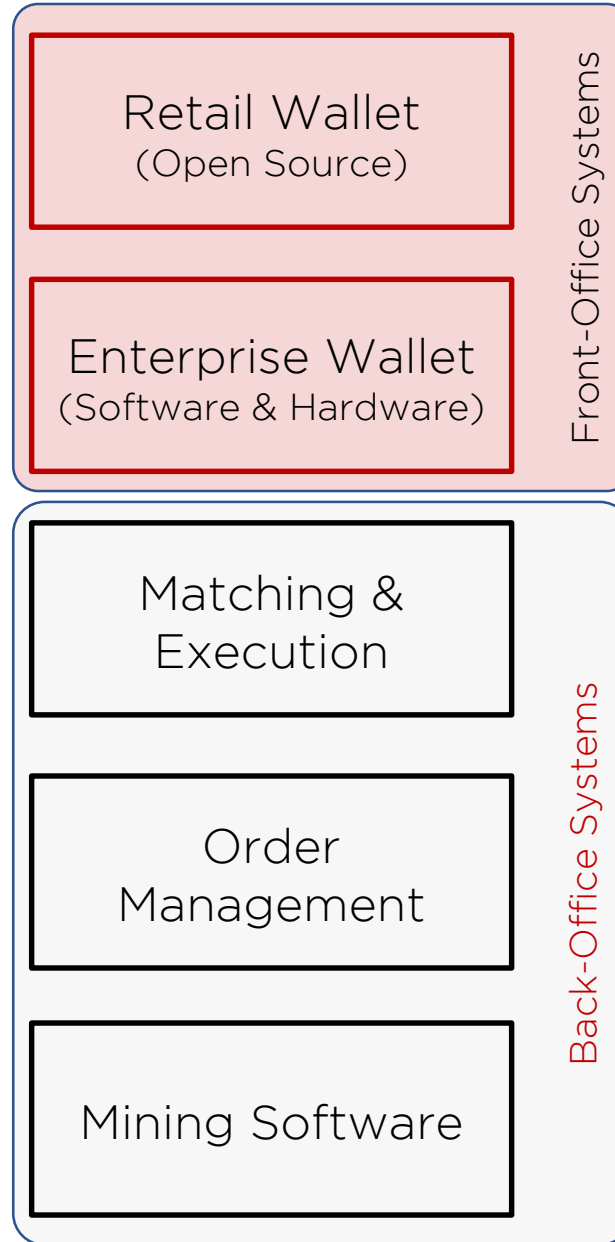 Retail Wallet
(Open Source)
Enterprise Wallet
(Software & Hardware)
Front-Office Systems
Matching &
Execution
Order
Management
Mining Software
Back-Office Systems